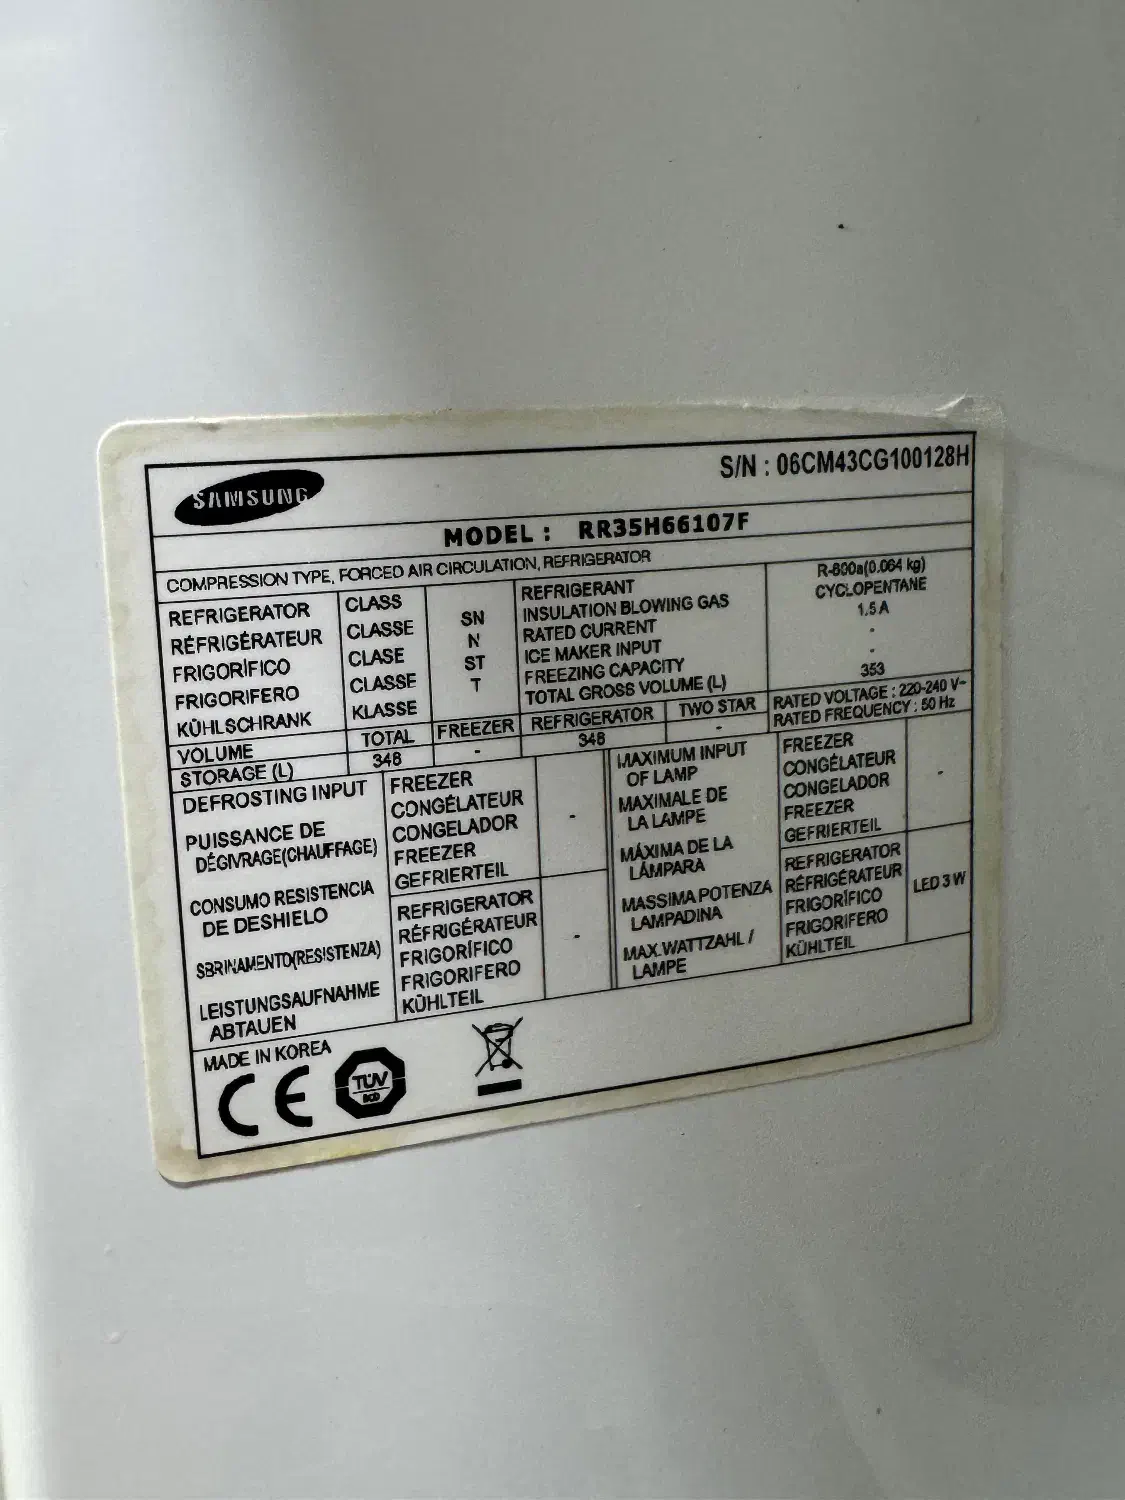 SAMSUNG
S/N : 06CM43CG100128H
MODEL : RR35H66107F
COMPRESSION TYPE, FORCED AIR CIRCULATION, REFRIGERATOR
REFRIGERATOR
RÉFRIGÉRATEUR
FRIGORÍFICO
FRIGORIFERO
KÜHLSCHRANK
CLASS
CLASSE
CLASE
CLASSE
KLASSE
SN
N
ST
T
REFRIGERANT
INSULATION BLOWING GAS
RATED CURRENT
ICE MAKER INPUT
FREEZING CAPACITY
TOTAL GROSS VOLUME (L)
R-600a(0.064 kg)
CYCLOPENTANE
1.5 A
-
-
353
VOLUME
STORAGE (L)
TOTAL
348
FREEZER
-
REFRIGERATOR
348
TWO STAR
-
RATED VOLTAGE : 220-240 V~
RATED FREQUENCY : 50 Hz
DEFROSTING INPUT
PUISSANCE DE
DÉGIVRAGE(CHAUFFAGE)
CONSUMO RESISTENCIA
DE DESHIELO
SBRINAMENTO(RESISTENZA)
LEISTUNGSAUFNAHME
ABTAUEN
FREEZER
CONGÉLATEUR
CONGELADOR
FREEZER
GEFRIERTEIL
-
REFRIGERATOR
RÉFRIGÉRATEUR
FRIGORÍFICO
FRIGORIFERO
KÜHLTEIL
-
MAXIMUM INPUT
OF LAMP
MAXIMALE DE
LA LAMPE
MÁXIMA DE LA
LÁMPARA
MASSIMA POTENZA
LAMPADINA
MAX.WATTZAHL /
LAMPE
FREEZER
CONGÉLATEUR
CONGELADOR
FREEZER
GEFRIERTEIL
-
REFRIGERATOR
RÉFRIGÉRATEUR
FRIGORÍFICO
FRIGORIFERO
KÜHLTEIL
LED 3 W
MADE IN KOREA
CE
TÜV